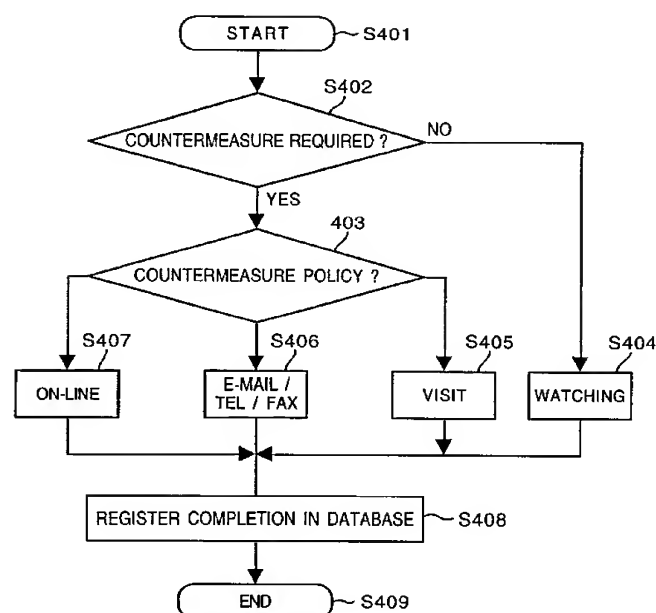 START
S401
S402
COUNTERMEASURE REQUIRED ?
NO
YES
403
COUNTERMEASURE POLICY ?
S407
S406
S405
S404
ON-LINE
E-MAIL /
TEL / FAX
VISIT
WATCHING
REGISTER COMPLETION IN DATABASE
S408
END
S409